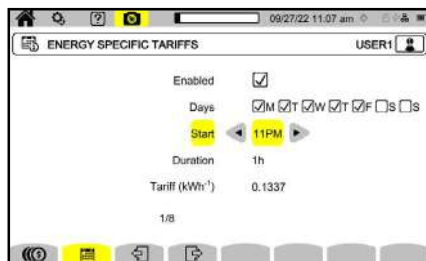 09/27/22 11:07 am
ENERGY SPECIFIC TARIFFS USER1
Enabled
Days M T W T F S S
Start 11PM
Duration 1h
Tariff (kWh⁻¹) 0.1337
1/8